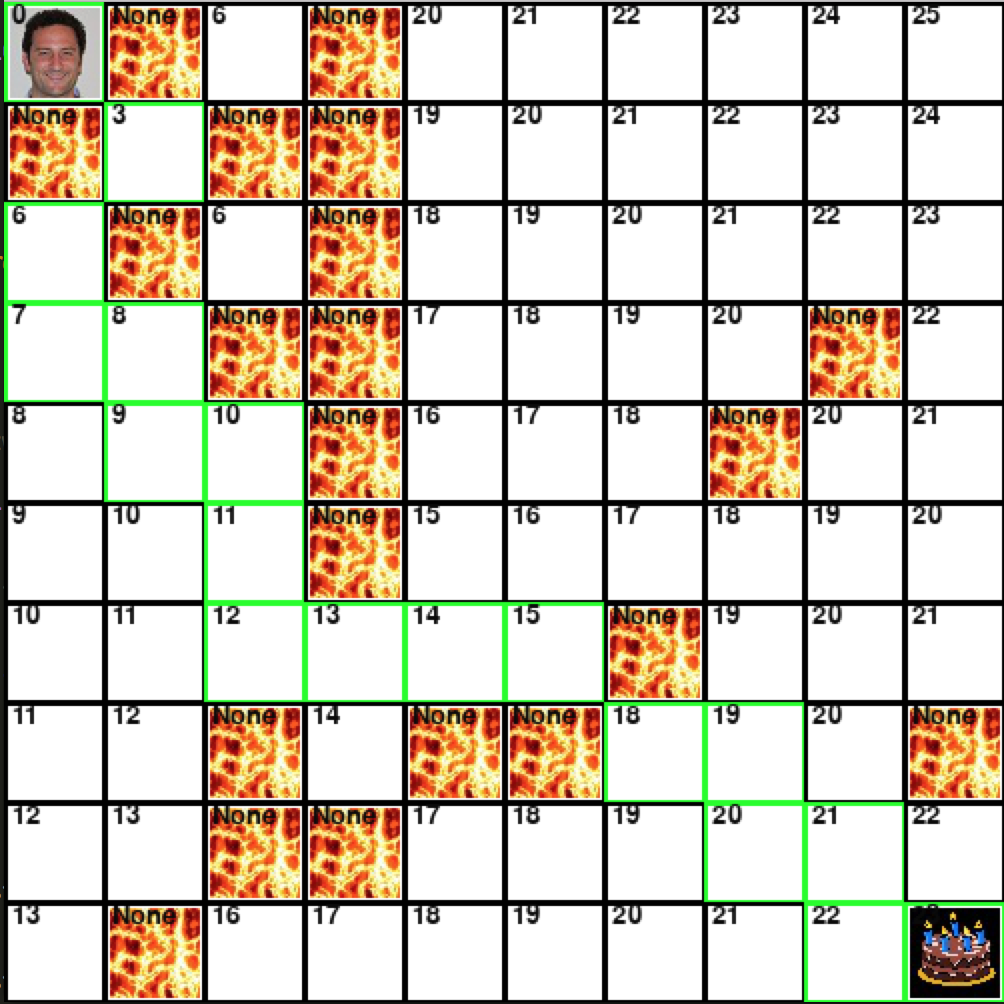 0 None 6 None 20 21 22 23 24 25
None 3 None None 19 20 21 22 23 24
6 None 6 None 18 19 20 21 22 23
7 8 None None 17 18 19 20 None 22
8 9 10 None 16 17 18 None 20 21
9 10 11 None 15 16 17 18 19 20
10 11 12 13 14 15 None 19 20 21
11 12 None 14 None None 18 19 20 None
12 13 None None 17 18 19 20 21 22
13 None 16 17 18 19 20 21 22